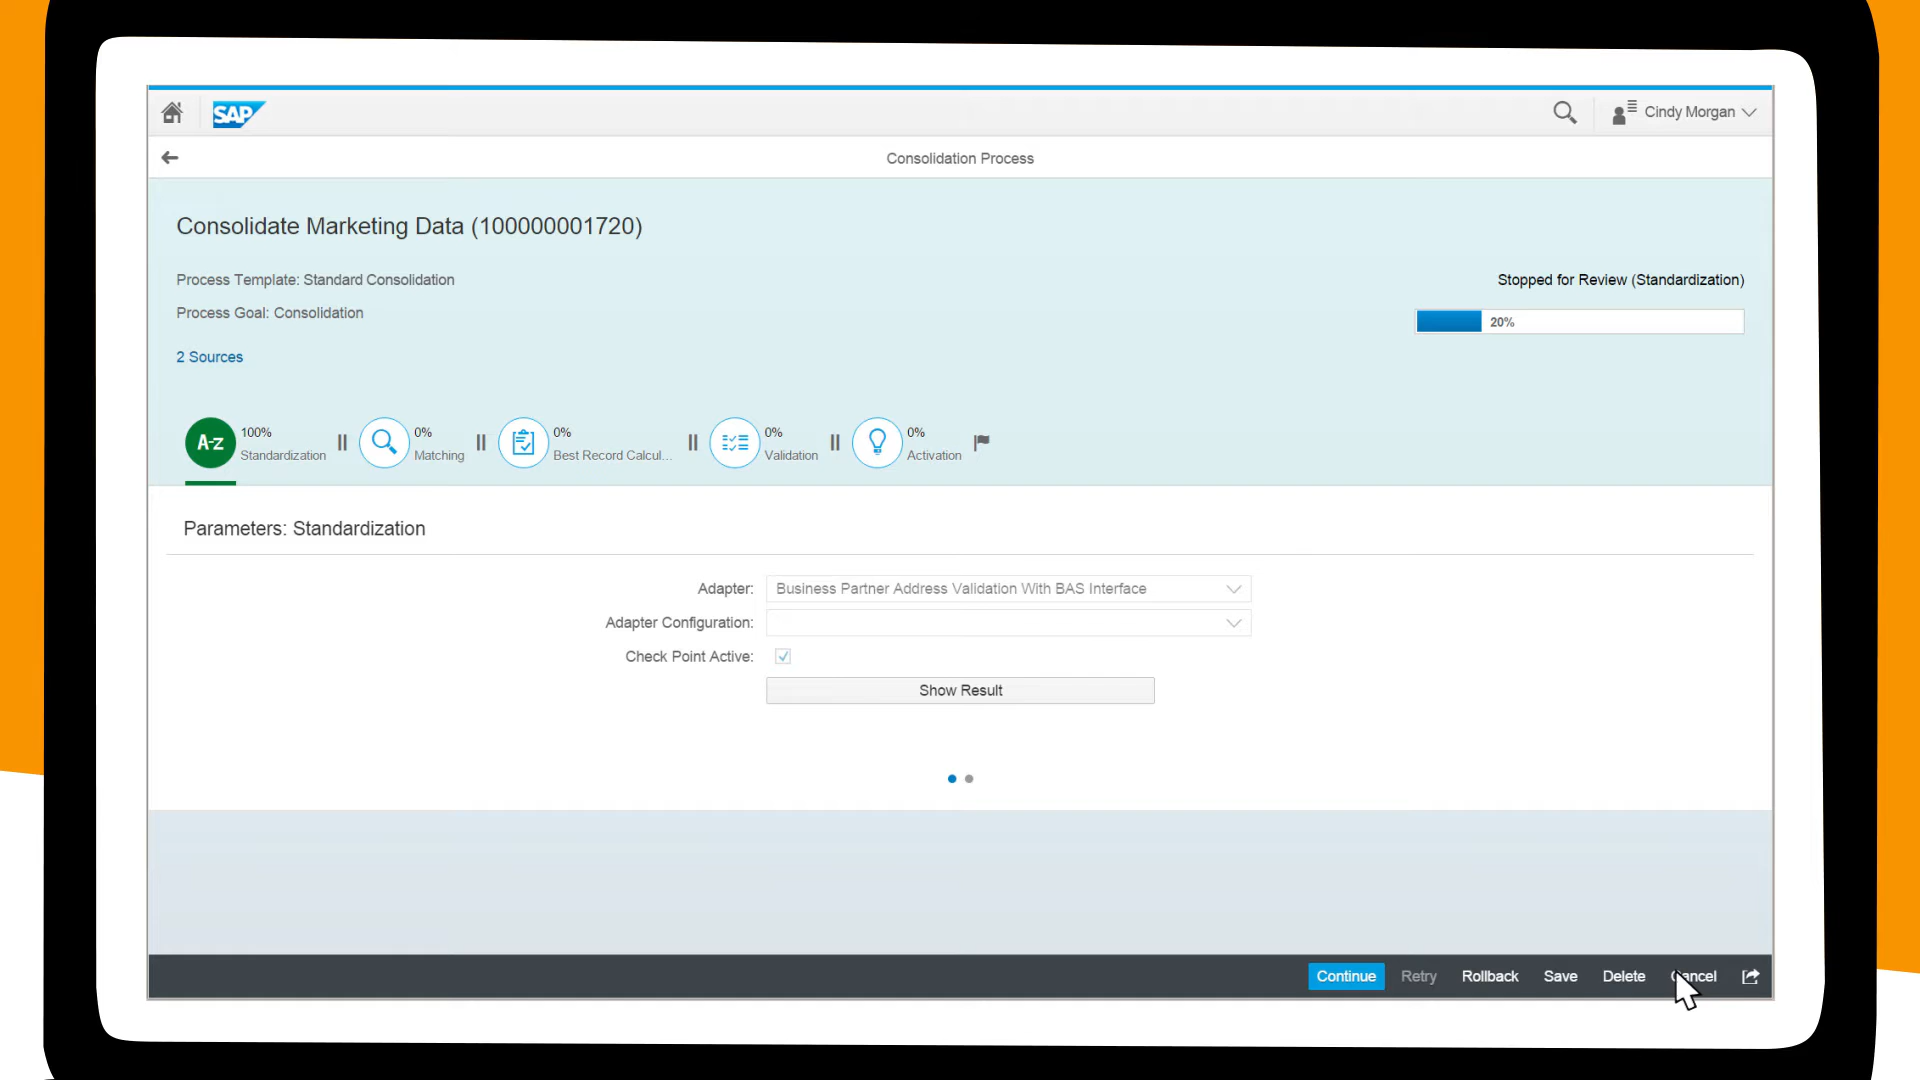 SAP
Cindy Morgan
Consolidation Process
Consolidate Marketing Data (100000001720)
Process Template: Standard Consolidation
Stopped for Review (Standardization)
Process Goal: Consolidation
20%
2 Sources
A-Z
100%
Standardization
0%
Matching
0%
Best Record Calcul...
0%
Validation
0%
Activation
Parameters: Standardization
Adapter: Business Partner Address Validation With BAS Interface
Adapter Configuration:
Check Point Active:
Show Result
Continue Retry Rollback Save Delete Cancel